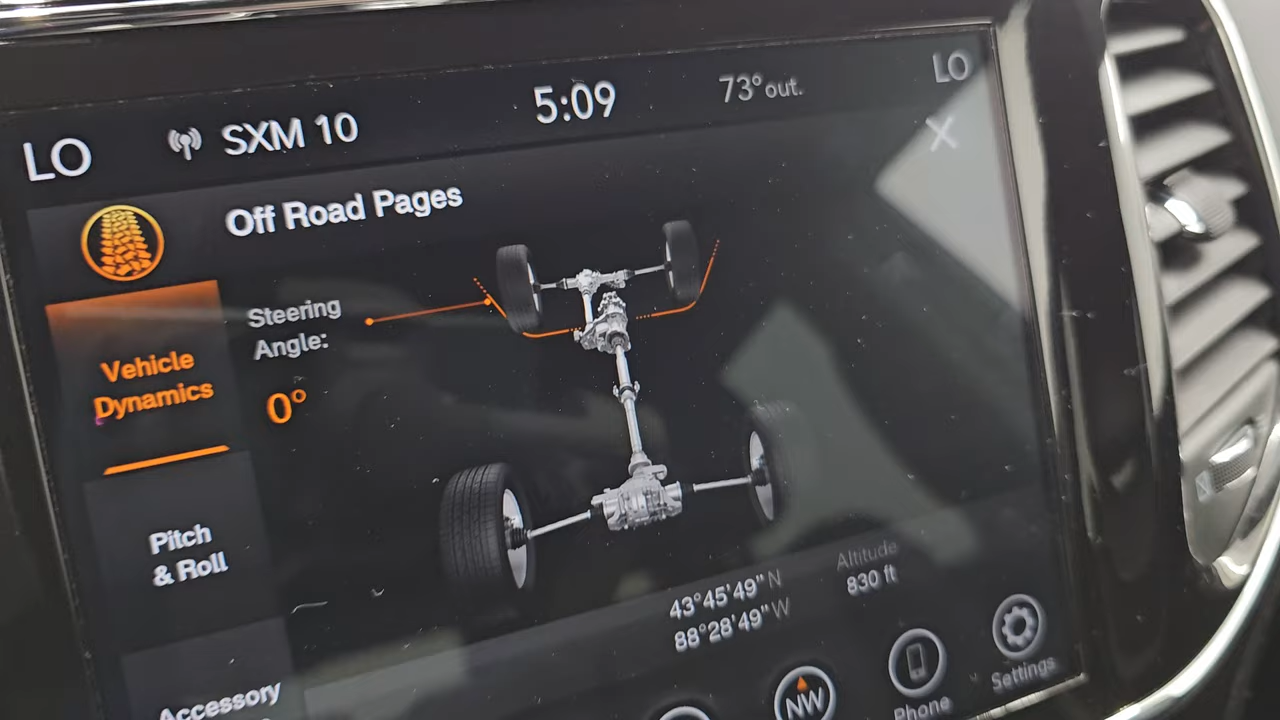 LO
SXM 10
5:09
73° out.
LO
X
Off Road Pages
Steering
Angle:
0°
Vehicle
Dynamics
Pitch
& Roll
Accessory
43°45'49" N
88°28'49" W
Altitude
830 ft
NW
Phone
Settings